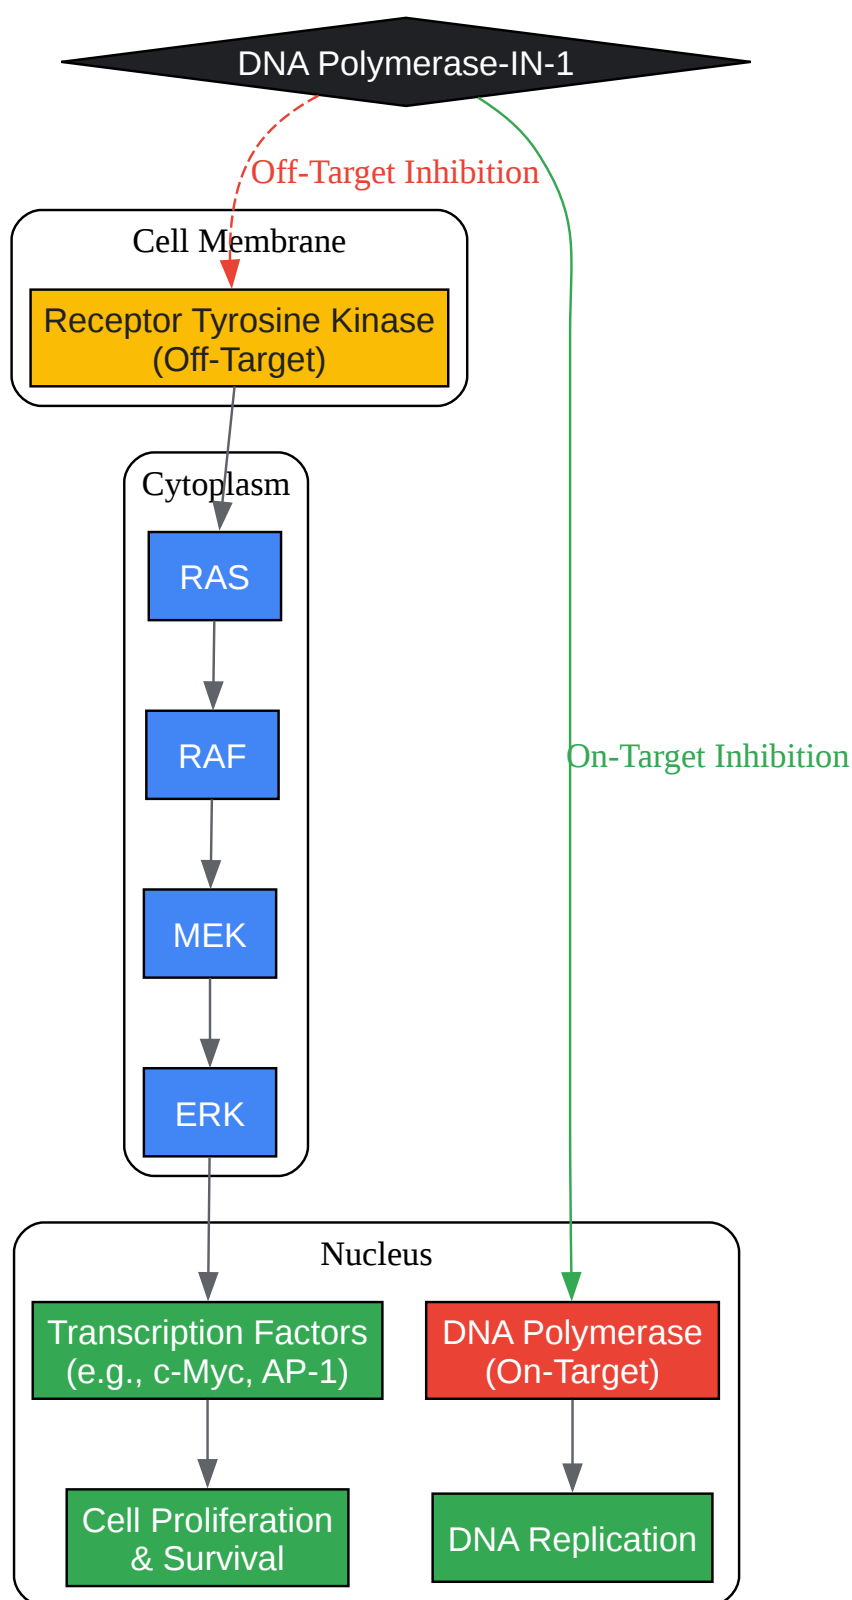 DNA Polymerase-IN-1
Off-Target Inhibition
Cell Membrane
Receptor Tyrosine Kinase
(Off-Target)
Cytoplasm
RAS
RAF
On-Target Inhibition
MEK
ERK
Nucleus
Transcription Factors
(e.g., c-Myc, AP-1)
DNA Polymerase
(On-Target)
Cell Proliferation
& Survival
DNA Replication